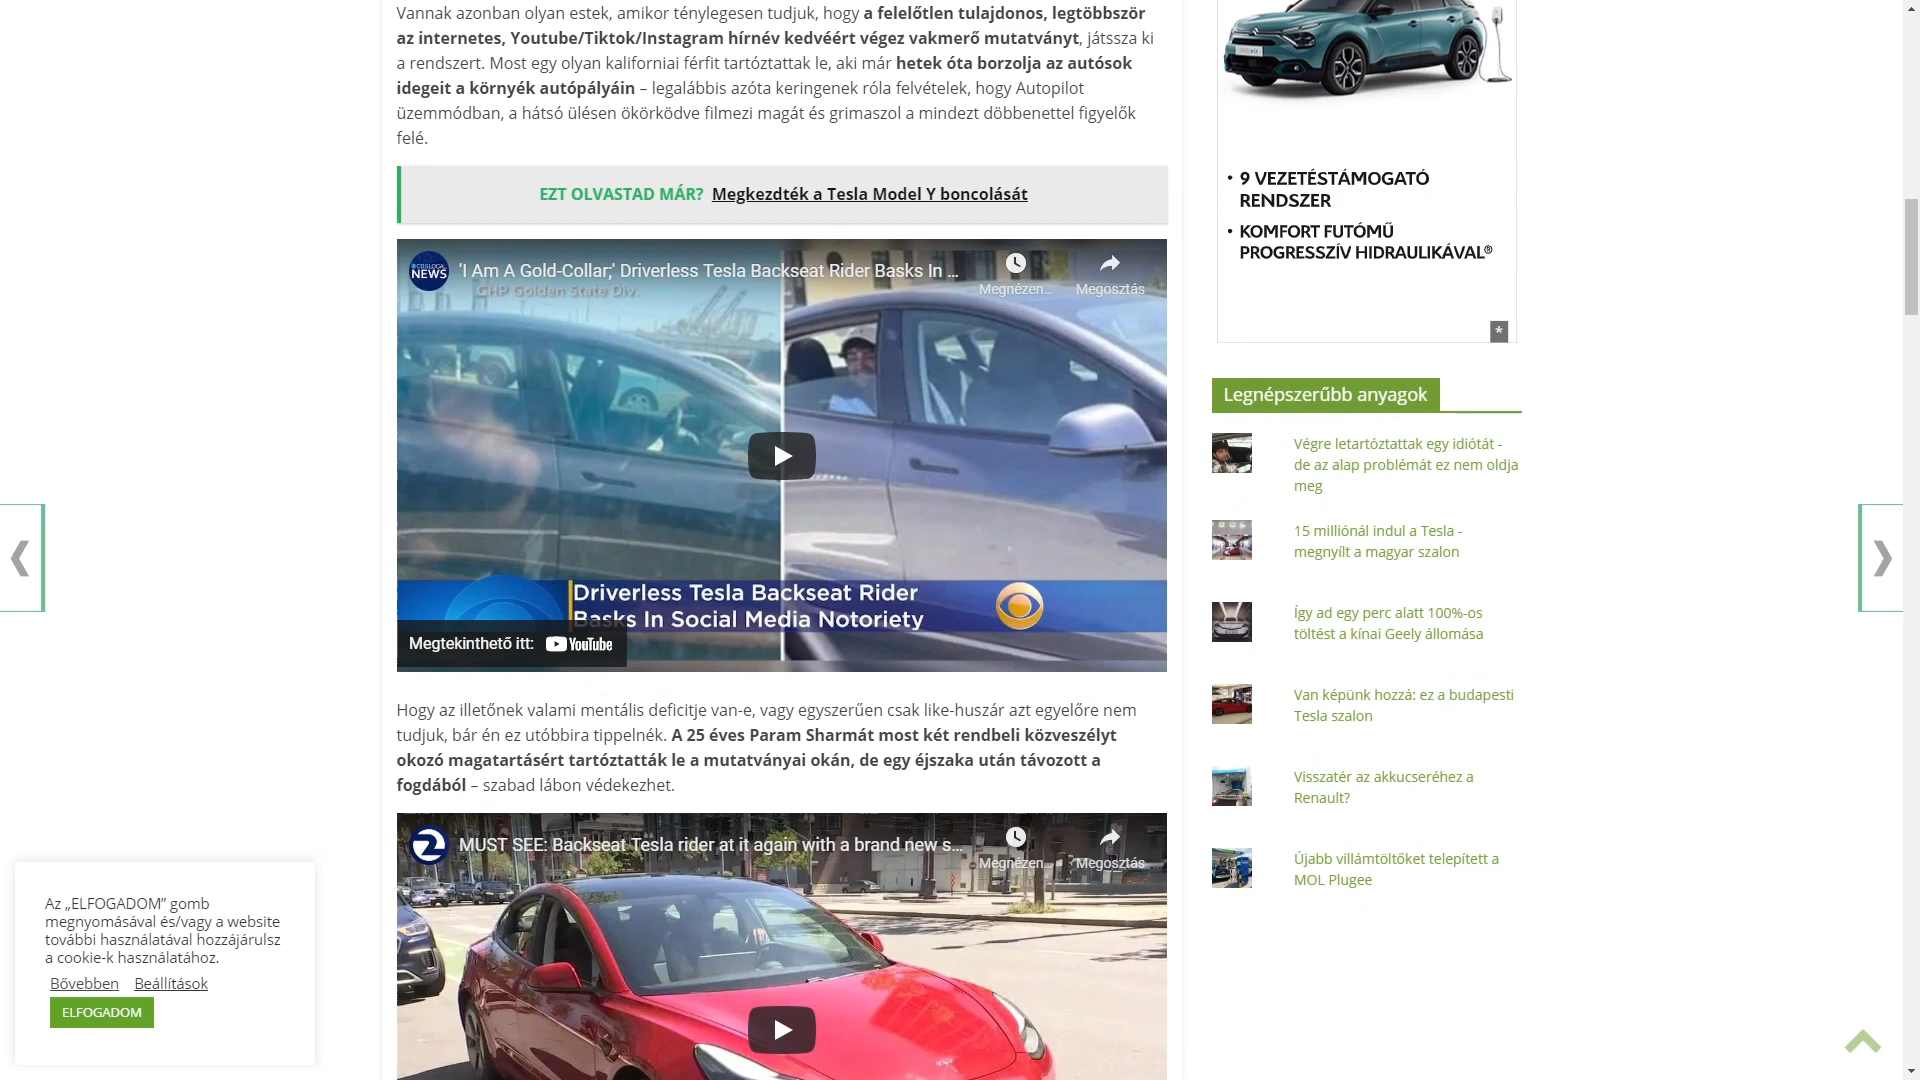 Vannak azonban olyan estek, amikor ténylegesen tudjuk, hogy a felelőtlen tulajdonos, legtöbbször
az internetes, Youtube/Tiktok/Instagram hírnév kedvéért végez vakmerő mutatványt, játssza ki
a rendszert. Most egy olyan kaliforniai férfit tartóztattak le, aki már hetek óta borzolja az autósok
idegeit a környék autópályáin – legalábbis azóta keringenek róla felvételek, hogy Autopilot
üzemmódban, a hátsó ülésen ökörködve filmezi magát és grimaszol a mindezt döbbenettel figyelők
felé.
EZT OLVASTAD MÁR? Megkezdték a Tesla Model Y boncolását
CBSLOCAL
NEWS
'I Am A Gold-Collar;' Driverless Tesla Backseat Rider Basks In ...
Megnézen...
Megosztás
CHP Golden State Div.
Driverless Tesla Backseat Rider
Basks In Social Media Notoriety
Megtekinthető itt: YouTube
Hogy az illetőnek valami mentális deficitje van-e, vagy egyszerűen csak like-huszár azt egyelőre nem
tudjuk, bár én ez utóbbira tippelnék. A 25 éves Param Sharmát most két rendbeli közveszélyt
okozó magatartásért tartóztatták le a mutatványai okán, de egy éjszaka után távozott a
fogdából – szabad lábon védekezhet.
2
MUST SEE: Backseat Tesla rider at it again with a brand new s...
Megnézen...
Megosztás
• 9 VEZETÉSTÁMOGATÓ
RENDSZER
• KOMFORT FUTÓMŰ
PROGRESSZÍV HIDRAULIKÁVAL®
*
Legnépszerűbb anyagok
Végre letartóztattak egy idiótát -
de az alap problémát ez nem oldja
meg
15 milliónál indul a Tesla -
megnyílt a magyar szalon
Így ad egy perc alatt 100%-os
töltést a kínai Geely állomása
Van képünk hozzá: ez a budapesti
Tesla szalon
Visszatér az akkucseréhez a
Renault?
Újabb villámtöltőket telepített a
MOL Plugee
Az „ELFOGADOM” gomb
megnyomásával és/vagy a website
további használatával hozzájárulsz
a cookie-k használatához.
Bővebben Beállítások
ELFOGADOM